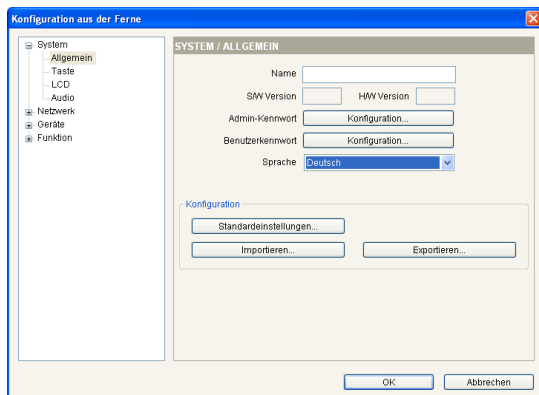 Konfiguration aus der Ferne
System
Allgemein
Taste
LCD
Audio
Netzwerk
Geräte
Funktion
SYSTEM / ALLGEMEIN
Name
S/W Version
H/W Version
Admin-Kennwort
Konfiguration...
Benutzerkennwort
Konfiguration...
Sprache
Deutsch
Konfiguration
Standardeinstellungen...
Importieren...
Exportieren...
OK
Abbrechen